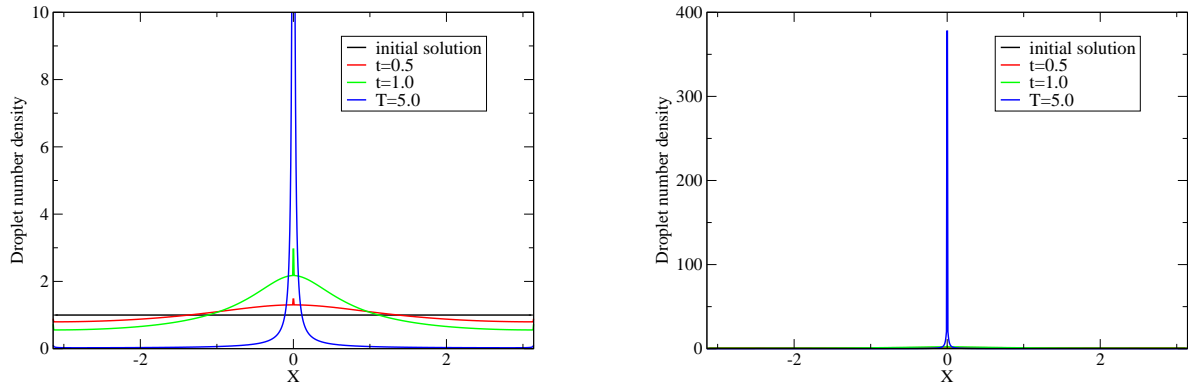 10
8
6
4
2
0
-2
0
2
X
Droplet number density
initial solution
t=0.5
t=1.0
T=5.0
400
300
200
100
0
-2
0
2
X
Droplet number density
initial solution
t=0.5
t=1.0
T=5.0